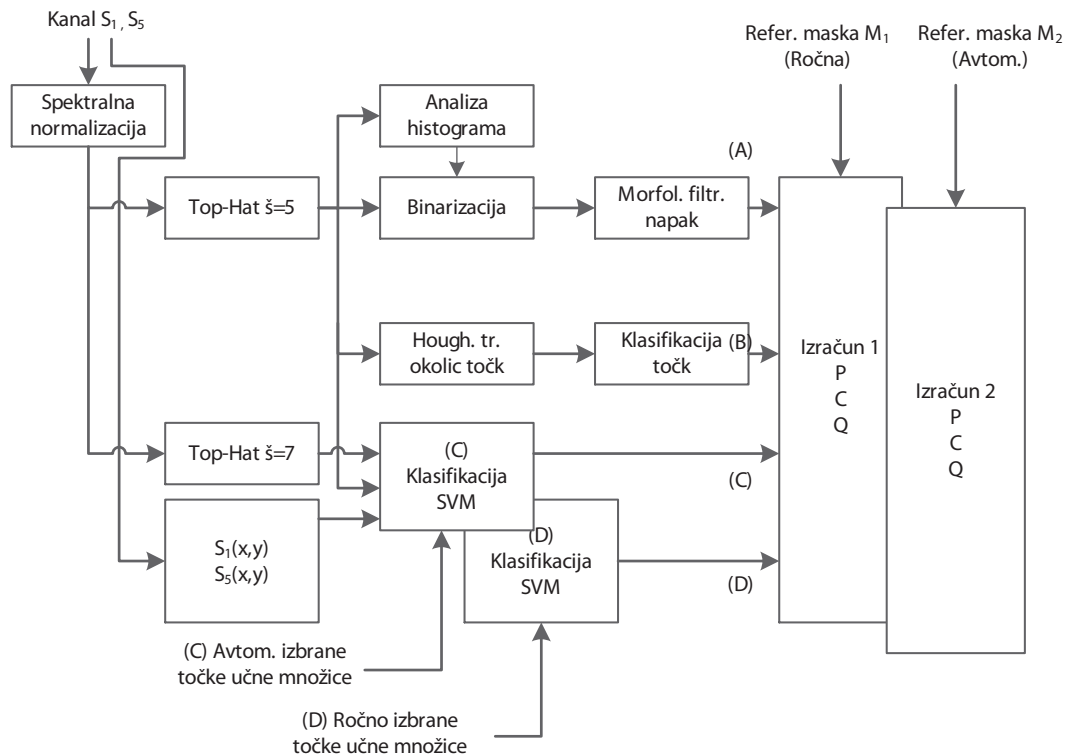 Kanal S₁, S₅
Refer. maska M₁
(Ročna)
Refer. maska M₂
(Avtom.)
Spektralna
normalizacija
Analiza
histograma
(A)
Top-Hat š=5
Binarizacija
Morfol. filtr.
napak
Hough. tr.
okolic točk
Klasifikacija
točk
(B)
Izračun 1
P
C
Q
Izračun 2
P
C
Q
Top-Hat š=7
(C)
Klasifikacija
SVM
(C)
S₁(x,y)
S₅(x,y)
(D)
Klasifikacija
SVM
(D)
(C) Avtom. izbrane
točke učne množice
(D) Ročno izbrane
točke učne množice